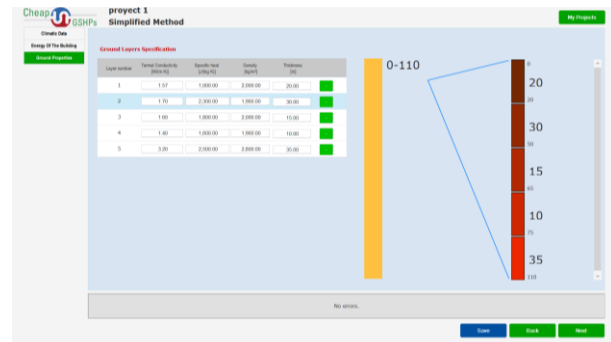 Cheap GSHPs
proyect 1
Simplified Method
My Projects
Climatic Data
Energy Of The Building
Ground Properties
Ground Layers Specification
Layer number Termal Conductivity [W/(m·K)] Specific heat [J/(kg·K)] Density [kg/m³] Thickness [m]
1 1.57 1,000.00 2,000.00 20.00
2 1.70 2,300.00 1,900.00 30.00
3 1.60 1,800.00 2,000.00 15.00
4 1.40 1,800.00 1,900.00 10.00
5 3.20 2,000.00 2,800.00 35.00
0-110
0
20
20
30
50
15
65
10
75
35
110
No errors.
Save Back Next